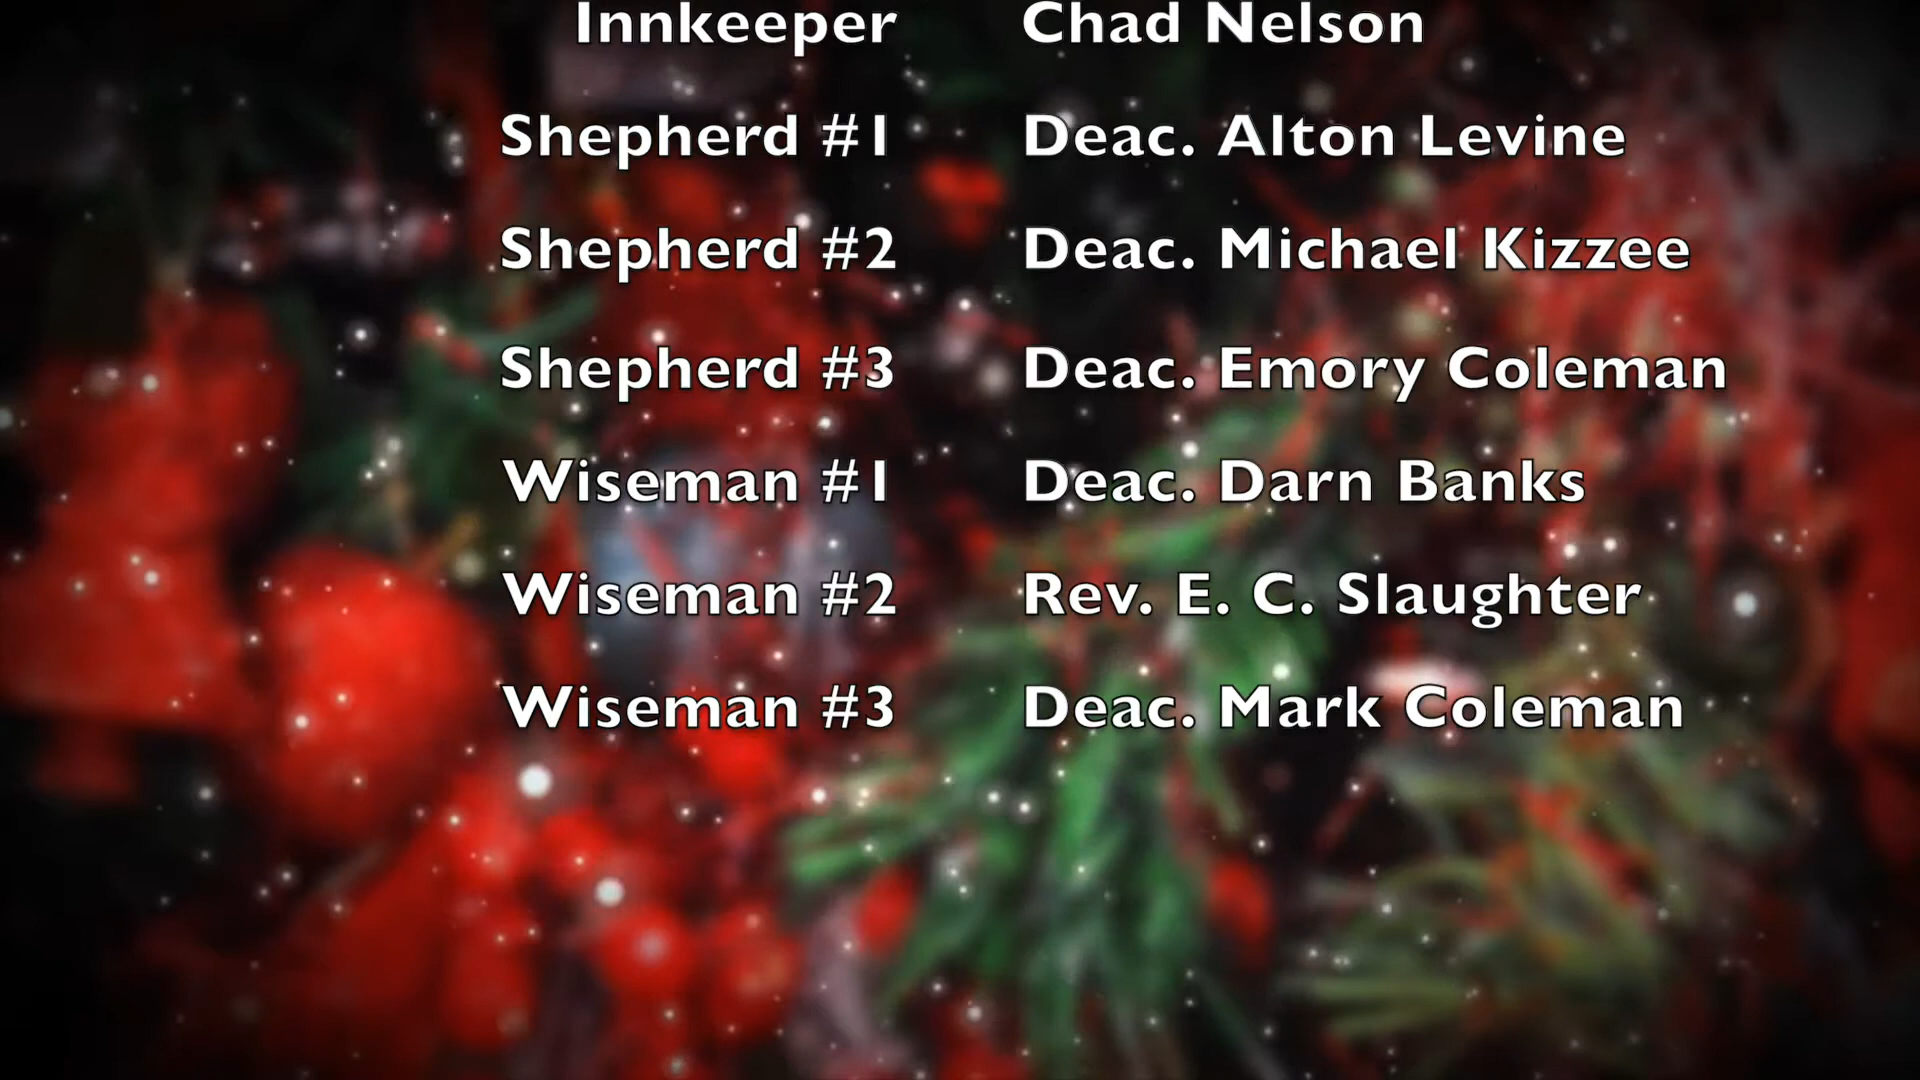 Innkeeper Chad Nelson
Shepherd #1 Deac. Alton Levine
Shepherd #2 Deac. Michael Kizzee
Shepherd #3 Deac. Emory Coleman
Wiseman #1 Deac. Darn Banks
Wiseman #2 Rev. E. C. Slaughter
Wiseman #3 Deac. Mark Coleman